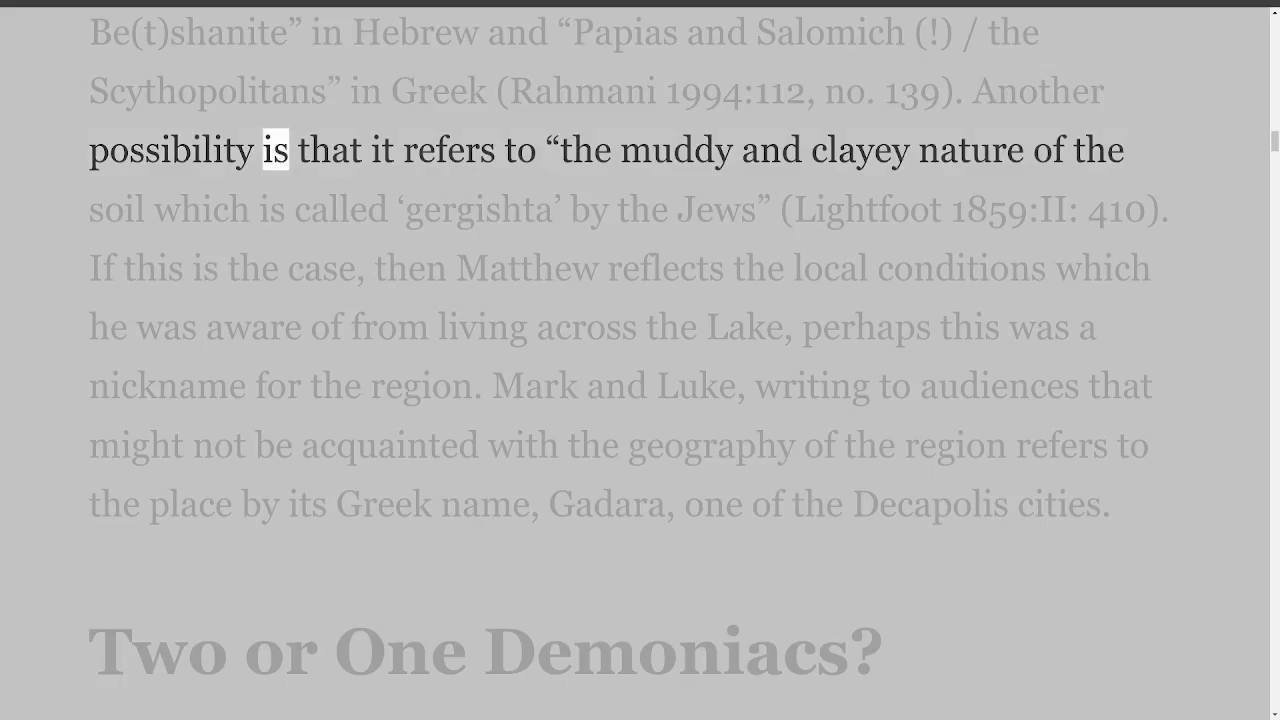 Be(t)shanite” in Hebrew and “Papias and Salomich (!) / the
Scythopolitans” in Greek (Rahmani 1994:112, no. 139). Another
possibility is that it refers to “the muddy and clayey nature of the
soil which is called ‘gergishta’ by the Jews” (Lightfoot 1859:II: 410).
If this is the case, then Matthew reflects the local conditions which
he was aware of from living across the Lake, perhaps this was a
nickname for the region. Mark and Luke, writing to audiences that
might not be acquainted with the geography of the region refers to
the place by its Greek name, Gadara, one of the Decapolis cities.
Two or One Demoniacs?